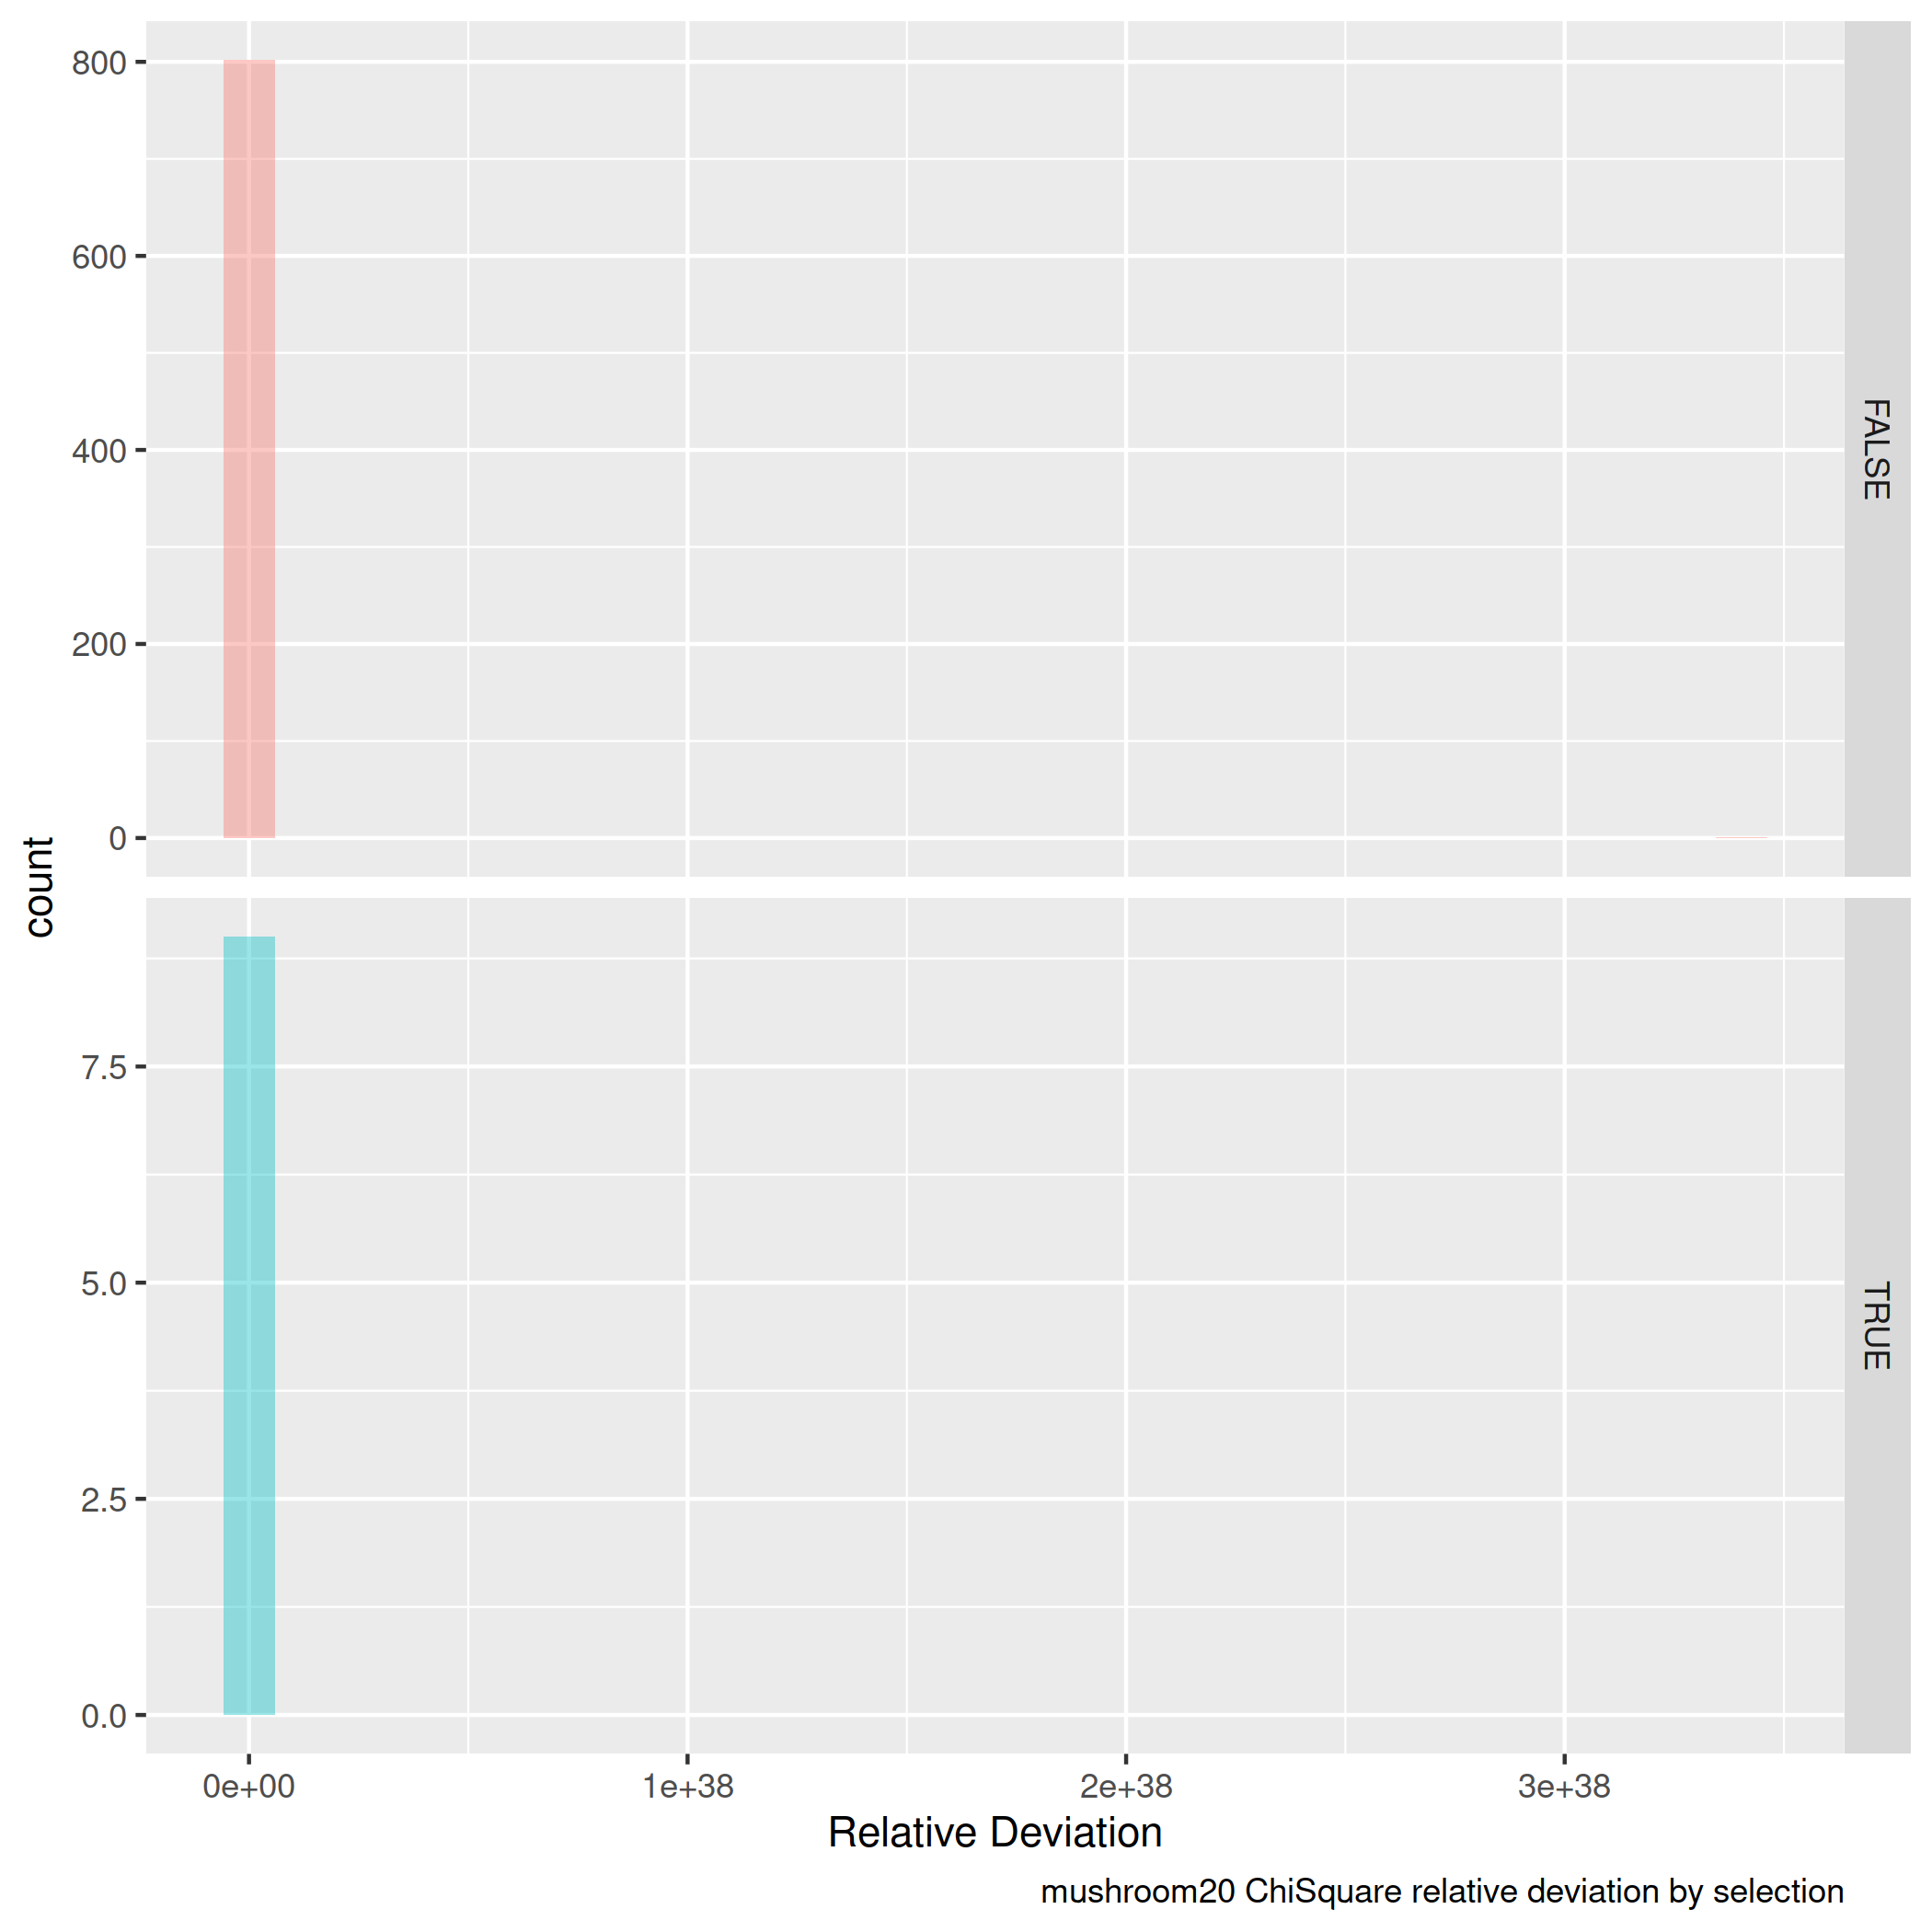 800
600
400
200
0
FALSE
count
7.5
5.0
2.5
0.0
TRUE
0e+00 1e+38 2e+38 3e+38
Relative Deviation
mushroom20 ChiSquare relative deviation by selection